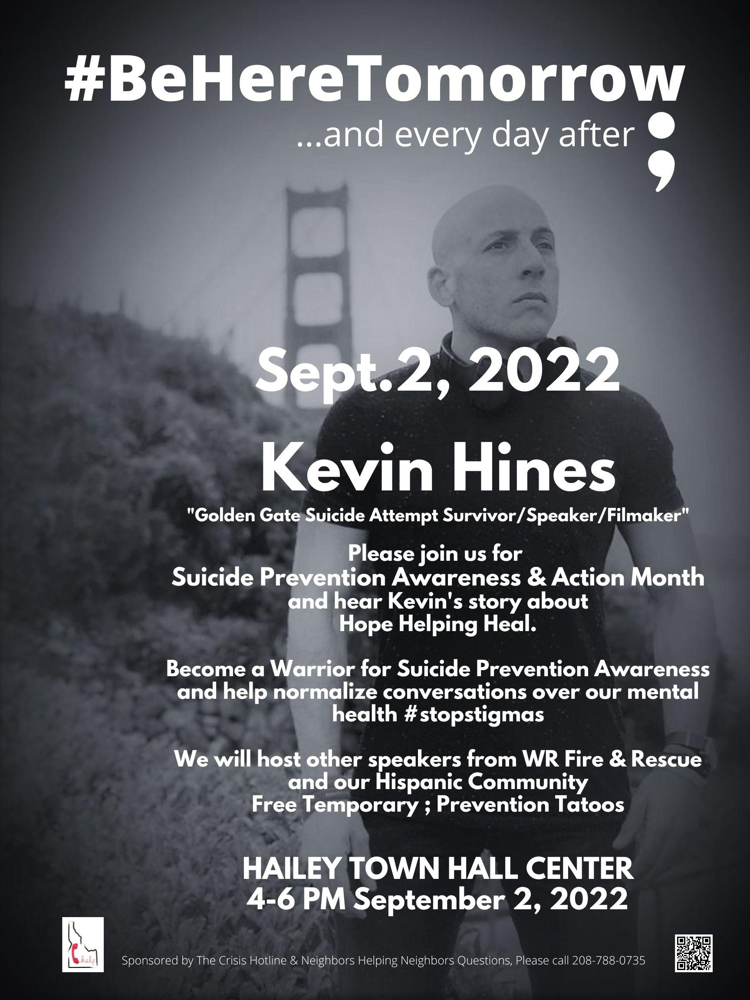 #BeHereTomorrow
...and every day after ;
Sept.2, 2022
Kevin Hines
"Golden Gate Suicide Attempt Survivor/Speaker/Filmaker"
Please join us for
Suicide Prevention Awareness & Action Month
and hear Kevin's story about
Hope Helping Heal.
Become a Warrior for Suicide Prevention Awareness
and help normalize conversations over our mental
health #stopstigmas
We will host other speakers from WR Fire & Rescue
and our Hispanic Community
Free Temporary ; Prevention Tatoos
HAILEY TOWN HALL CENTER
4-6 PM September 2, 2022
help
Sponsored by The Crisis Hotline & Neighbors Helping Neighbors Questions, Please call 208-788-0735